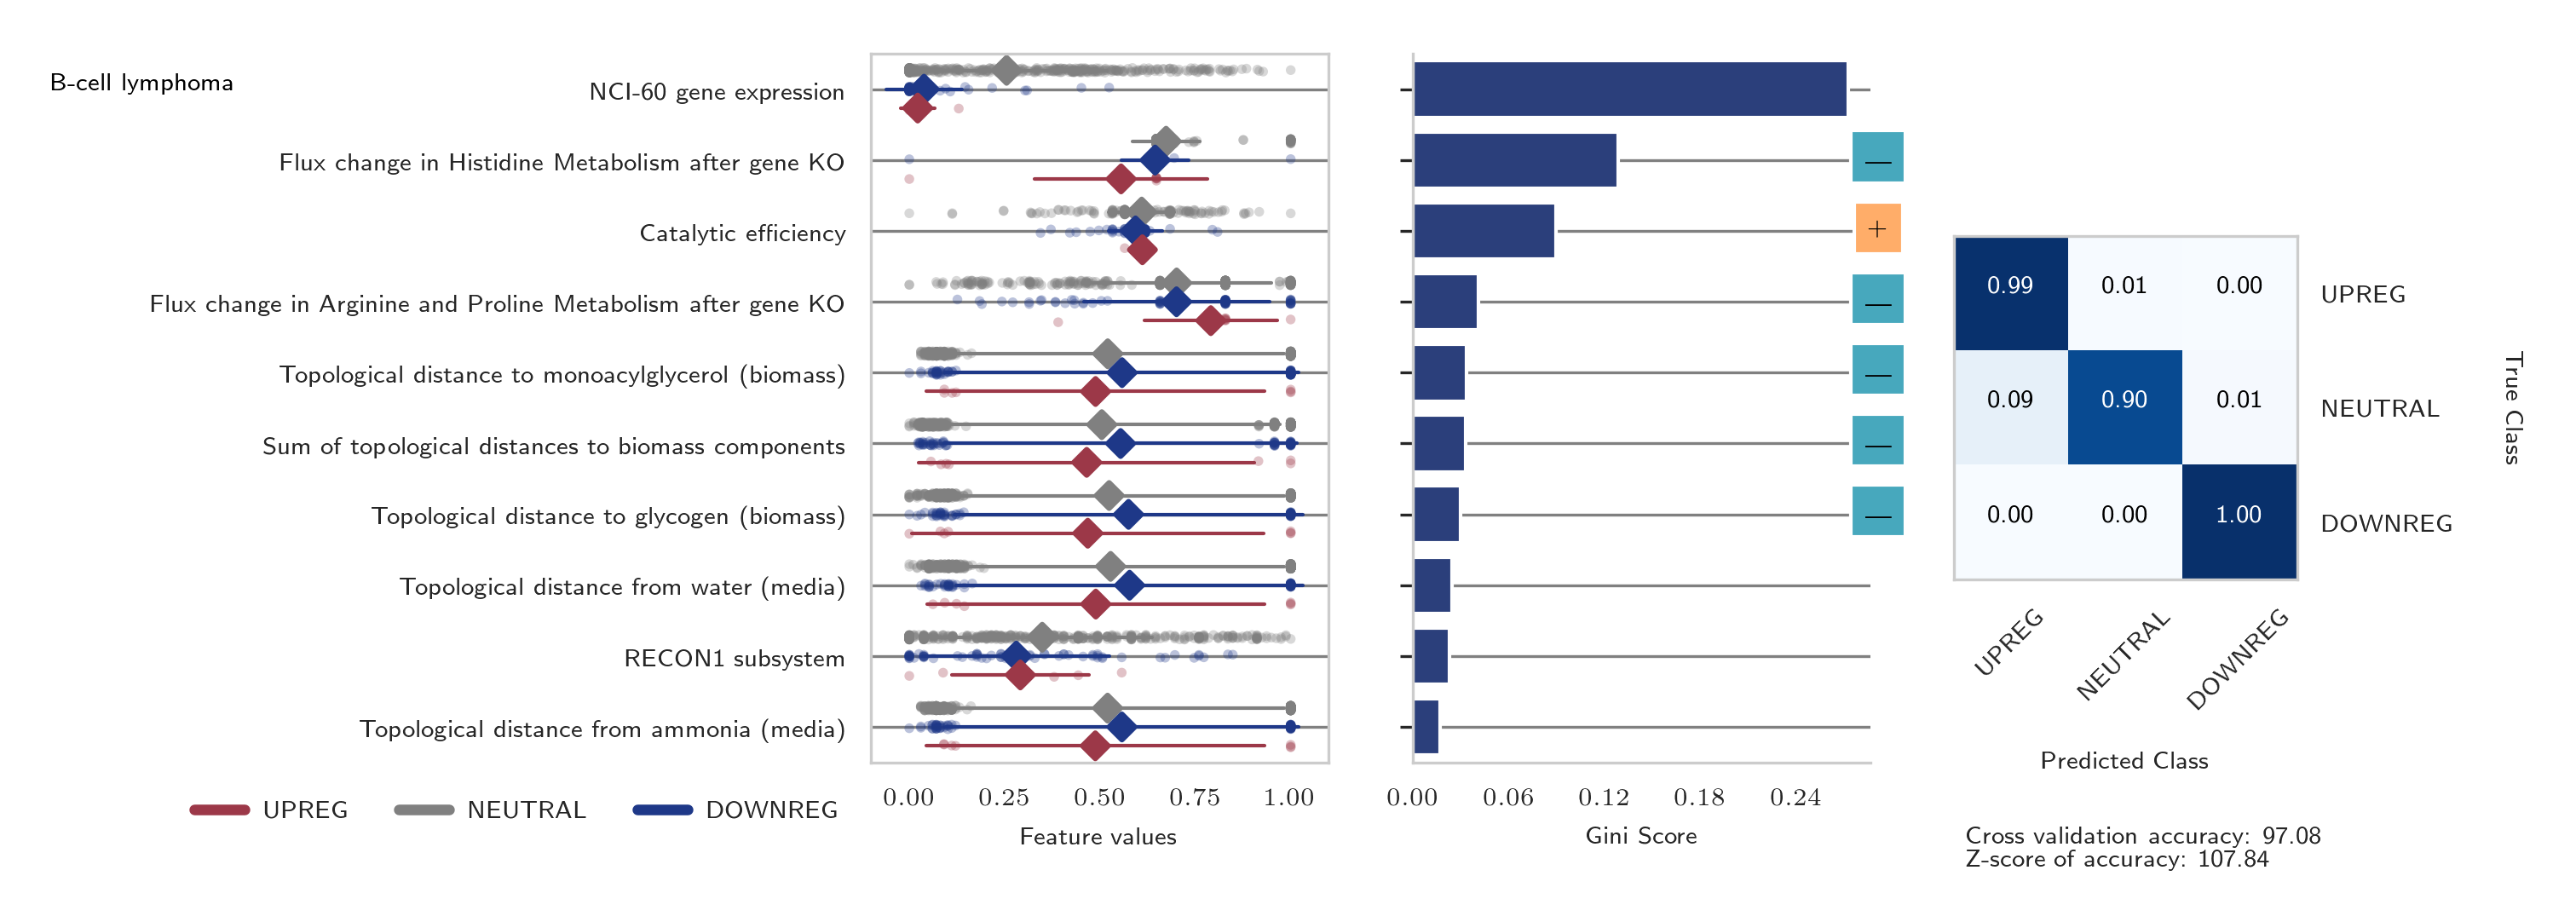 B-cell lymphoma
NCI-60 gene expression
Flux change in Histidine Metabolism after gene KO
Catalytic efficiency
Flux change in Arginine and Proline Metabolism after gene KO
Topological distance to monoacylglycerol (biomass)
Sum of topological distances to biomass components
Topological distance to glycogen (biomass)
Topological distance from water (media)
RECON1 subsystem
Topological distance from ammonia (media)
UPREG NEUTRAL DOWNREG
0.00 0.25 0.50 0.75 1.00
Feature values
—
+
—
—
—
—
0.00 0.06 0.12 0.18 0.24
Gini Score
0.99 0.01 0.00 UPREG
0.09 0.90 0.01 NEUTRAL
0.00 0.00 1.00 DOWNREG
True Class
UPREG NEUTRAL DOWNREG
Predicted Class
Cross validation accuracy: 97.08
Z-score of accuracy: 107.84